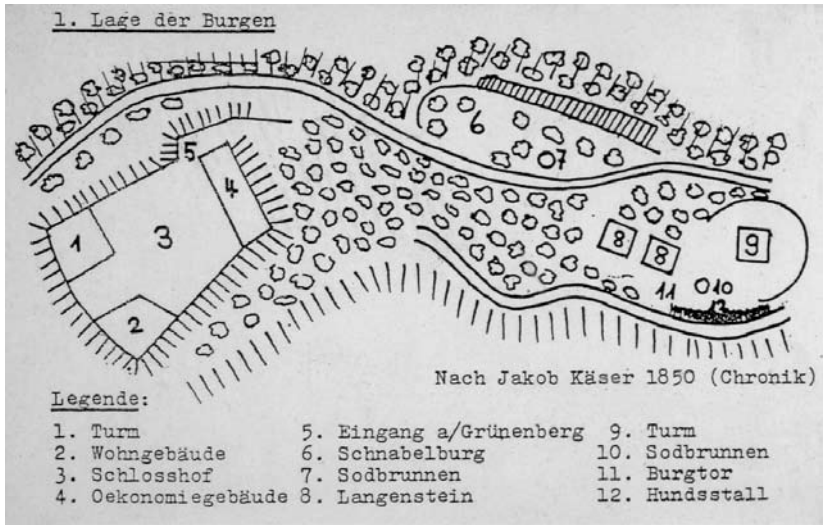 1. Lage der Burgen
6
5
7
4
1
3
8
8
9
2
11
10
12
Nach Jakob Käser 1850 (Chronik)
Legende:
1. Turm
2. Wohngebäude
3. Schlosshof
4. Oekonomiegebäude
5. Eingang a/Grünenberg
6. Schnabelburg
7. Sodbrunnen
8. Langenstein
9. Turm
10. Sodbrunnen
11. Burgtor
12. Hundsstall